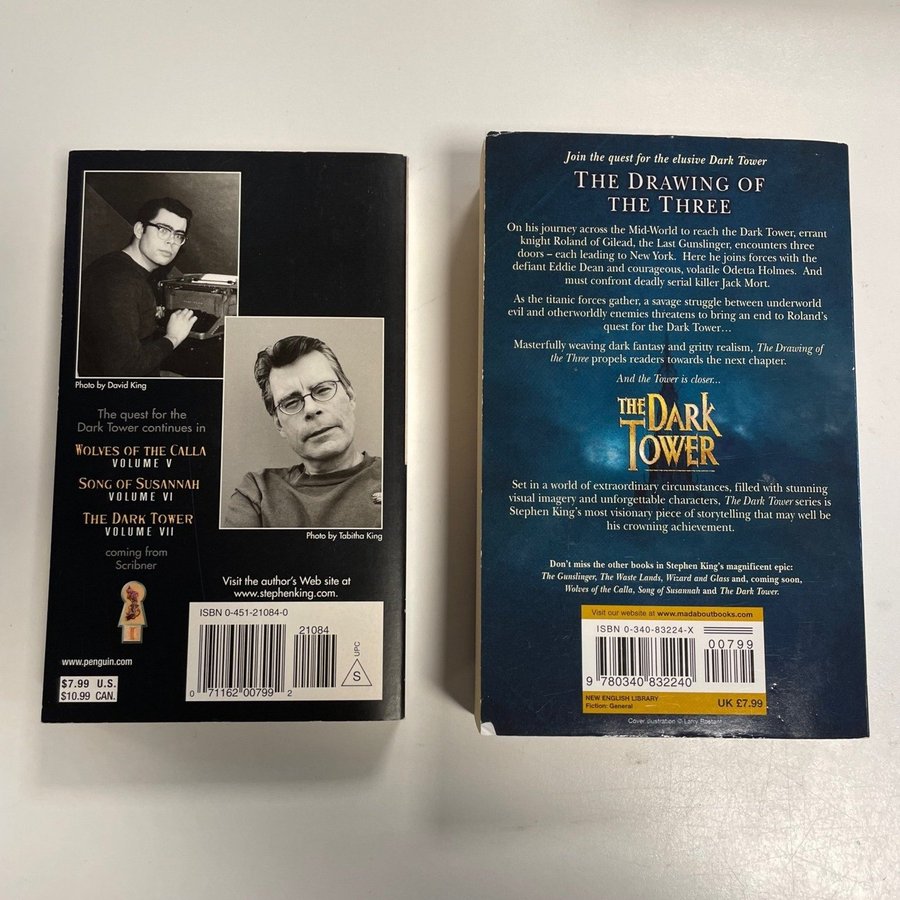 Photo by David King
Photo by Tabitha King
The quest for the
Dark Tower continues in
WOLVES OF THE CALLA
VOLUME V
SONG OF SUSANNAH
VOLUME VI
THE DARK TOWER
VOLUME VII
coming from
Scribner
I
www.penguin.com
$7.99 U.S.
$10.99 CAN.
Visit the author's Web site at
www.stephenking.com.
ISBN 0-451-21084-0
21084
0 71162 00799 2
UPC
S
Join the quest for the elusive Dark Tower
THE DRAWING OF
THE THREE
On his journey across the Mid-World to reach the Dark Tower, errant
knight Roland of Gilead, the Last Gunslinger, encounters three
doors – each leading to New York. Here he joins forces with the
defiant Eddie Dean and courageous, volatile Odetta Holmes. And
must confront deadly serial killer Jack Mort.
As the titanic forces gather, a savage struggle between underworld
evil and otherworldly enemies threatens to bring an end to Roland's
quest for the Dark Tower…
Masterfully weaving dark fantasy and gritty realism, The Drawing of
the Three propels readers towards the next chapter.
And the Tower is closer...
THE DARK
TOWER
Set in a world of extraordinary circumstances, filled with stunning
visual imagery and unforgettable characters, The Dark Tower series is
Stephen King's most visionary piece of storytelling that may well be
his crowning achievement.
Don't miss the other books in Stephen King's magnificent epic:
The Gunslinger, The Waste Lands, Wizard and Glass and, coming soon,
Wolves of the Calla, Song of Susannah and The Dark Tower.
Visit our website at www.madaboutbooks.com
ISBN 0-340-83224-X
00799
9 780340 832240
NEW ENGLISH LIBRARY
Fiction: General
UK £7.99
Cover illustration © Larry Rostant